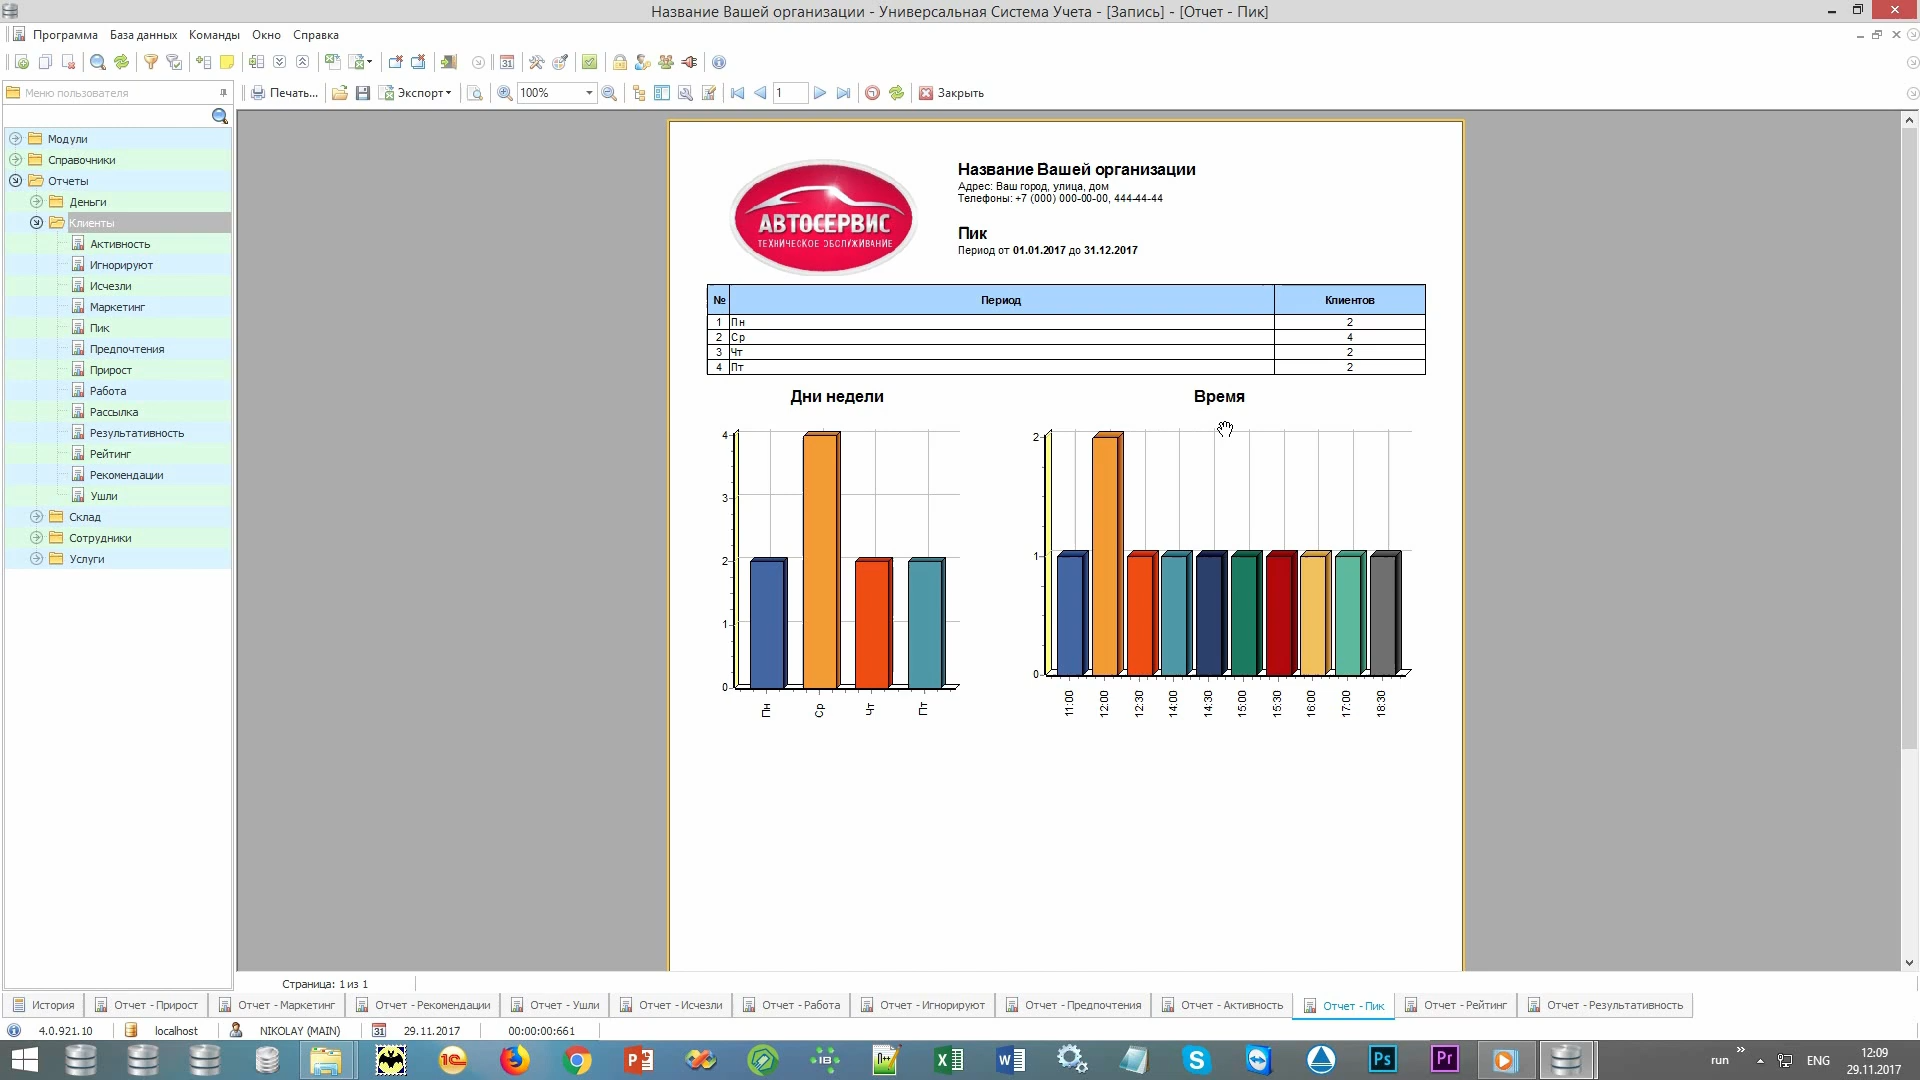 Название Вашей организации - Универсальная Система Учета - [Запись] - [Отчет - Пик]
Программа База данных Команды Окно Справка
Меню пользователя
Печать... Экспорт 100% 1 Закрыть
Модули
Справочники
Отчеты
Деньги
Клиенты
Активность
Игнорируют
Исчезли
Маркетинг
Пик
Предпочтения
Прирост
Работа
Рассылка
Результативность
Рейтинг
Рекомендации
Ушли
Склад
Сотрудники
Услуги
АВТОСЕРВИС
ТЕХНИЧЕСКОЕ ОБСЛУЖИВАНИЕ
Название Вашей организации
Адрес: Ваш город, улица, дом
Телефоны: +7 (000) 000-00-00, 444-44-44
Пик
Период от 01.01.2017 до 31.12.2017
№ Период Клиентов
1 Пн 2
2 Ср 4
3 Чт 2
4 Пт 2
Дни недели
4
3
2
1
0
Пн Ср Чт Пт
Время
2
1
0
11:00 12:00 12:30 14:00 14:30 15:00 15:30 16:00 17:00 18:30
Страница: 1 из 1
История Отчет - Прирост Отчет - Маркетинг Отчет - Рекомендации Отчет - Ушли Отчет - Исчезли Отчет - Работа Отчет - Игнорируют Отчет - Предпочтения Отчет - Активность Отчет - Пик Отчет - Рейтинг Отчет - Результативность
4.0.921.10 localhost NIKOLAY (MAIN) 31 29.11.2017 00:00:00:661
run ENG 12:09
29.11.2017